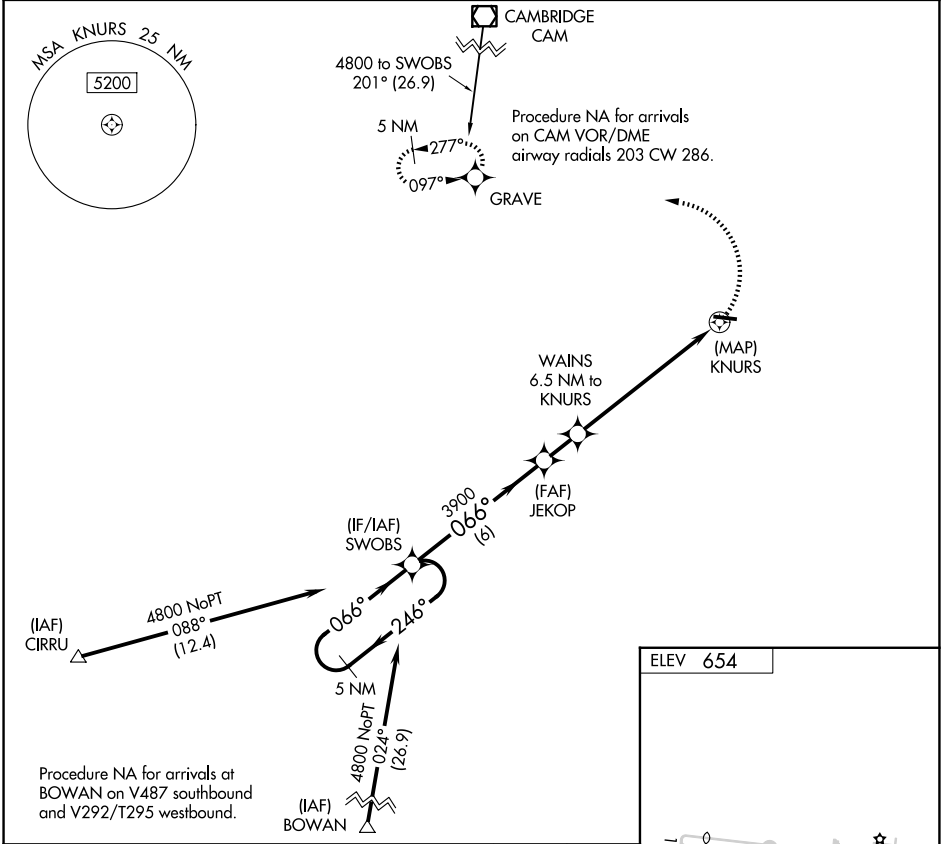 MSA KNURS 25 NM
5200
CAMBRIDGE
CAM
4800 to SWOBS
201° (26.9)
5 NM
277°
097°
GRAVE
Procedure NA for arrivals
on CAM VOR/DME
airway radials 203 CW 286.
(MAP)
KNURS
WAINS
6.5 NM to
KNURS
(FAF)
JEKOP
3900
066°
(6)
(IF/IAF)
SWOBS
066°
246°
5 NM
4800 NoPT
088°
(12.4)
(IAF)
CIRRU
4800 NoPT
024°
(26.9)
(IAF)
BOWAN
Procedure NA for arrivals at
BOWAN on V487 southbound
and V292/T295 westbound.
ELEV 654